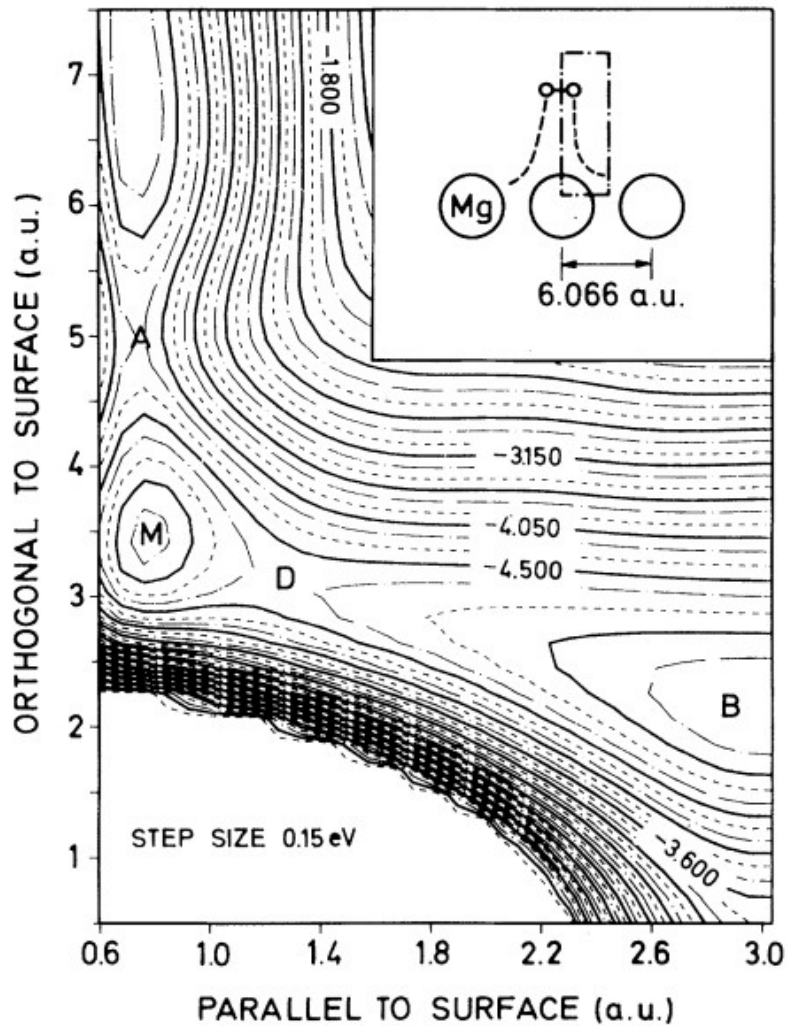 ORTHOGONAL TO SURFACE (a.u.)
7
6
5
4
3
2
1
-1.800
Mg
6.066 a.u.
A
-3.150
M
-4.050
-4.500
D
B
STEP SIZE 0.15 eV
-3.600
0.6
1.0
1.4
1.8
2.2
2.6
3.0
PARALLEL TO SURFACE (a.u.)